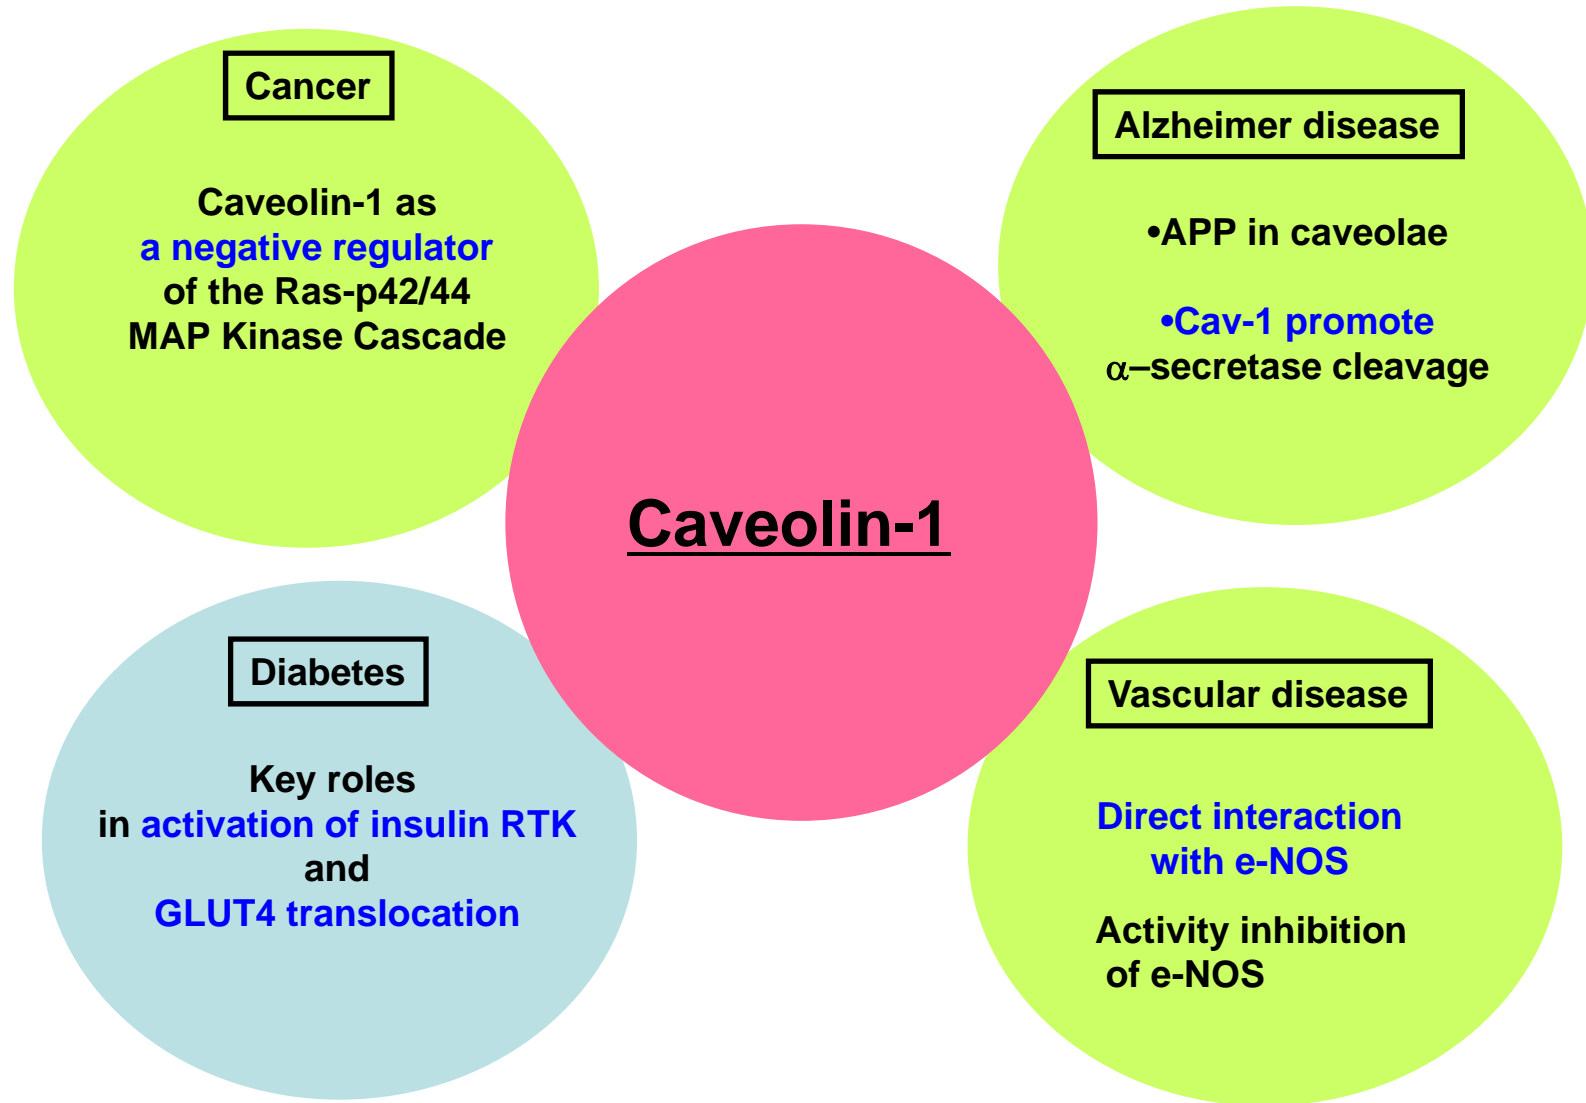 Cancer
Caveolin-1 as
a negative regulator
of the Ras-p42/44
MAP Kinase Cascade
Alzheimer disease
•APP in caveolae
•Cav-1 promote
α–secretase cleavage
Caveolin-1
Diabetes
Key roles
in activation of insulin RTK
and
GLUT4 translocation
Vascular disease
Direct interaction
with e-NOS
Activity inhibition
of e-NOS